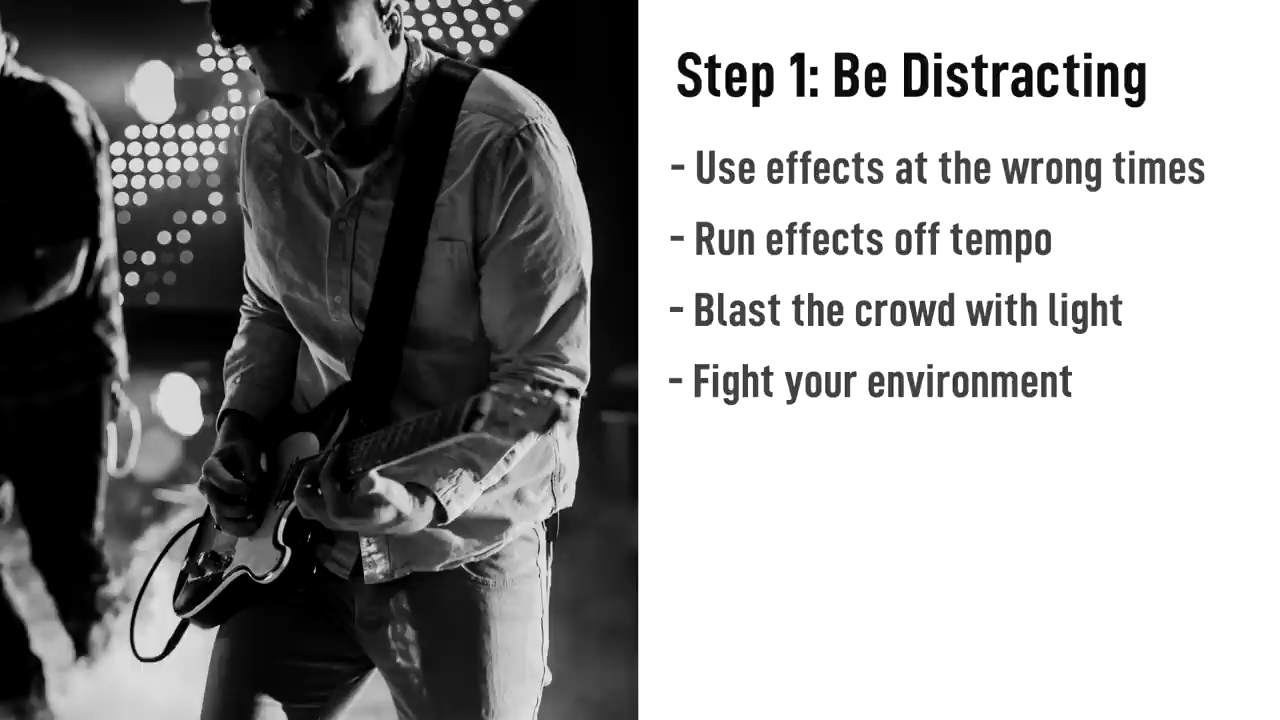 Step 1: Be Distracting
- Use effects at the wrong times
- Run effects off tempo
- Blast the crowd with light
- Fight your environment